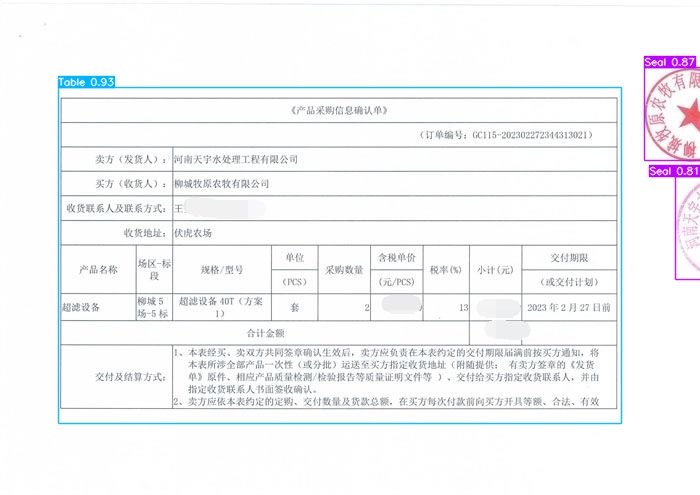 Table 0.93
Seal 0.87
Seal 0.81
《产品采购信息确认单》
（订单编号：GC115-202302272344313021）
卖方（发货人）：河南天宇水处理工程有限公司
买方（收货人）：柳城牧原农牧有限公司
收货联系人及联系方式：王
收货地址：伏虎农场
产品名称 场区-标段 规格/型号 单位（PCS） 采购数量 含税单价（元/PCS） 税率(%) 小计(元) 交付期限（或交付计划）
超滤设备 柳城5场-5标 超滤设备40T（方案1） 套 2 13 2023年2月27日前
合计金额
交付及结算方式：
1、本表经买、卖双方共同签章确认生效后，卖方应负责在本表约定的交付期限届满前按买方通知，将
本表所涉全部产品一次性（或分批）运送至买方指定收货地址（附随提供： 有卖方签章的《发货
单》原件、相应产品质量检测/检验报告等质量证明文件等 ）、交付给买方指定收货联系人，并由
指定收货联系人书面签收确认。
2、卖方应依本表约定的定购、交付数量及货款总额，在买方每次付款前向买方开具等额、合法、有效
柳城牧原农牧有限
河南天宇